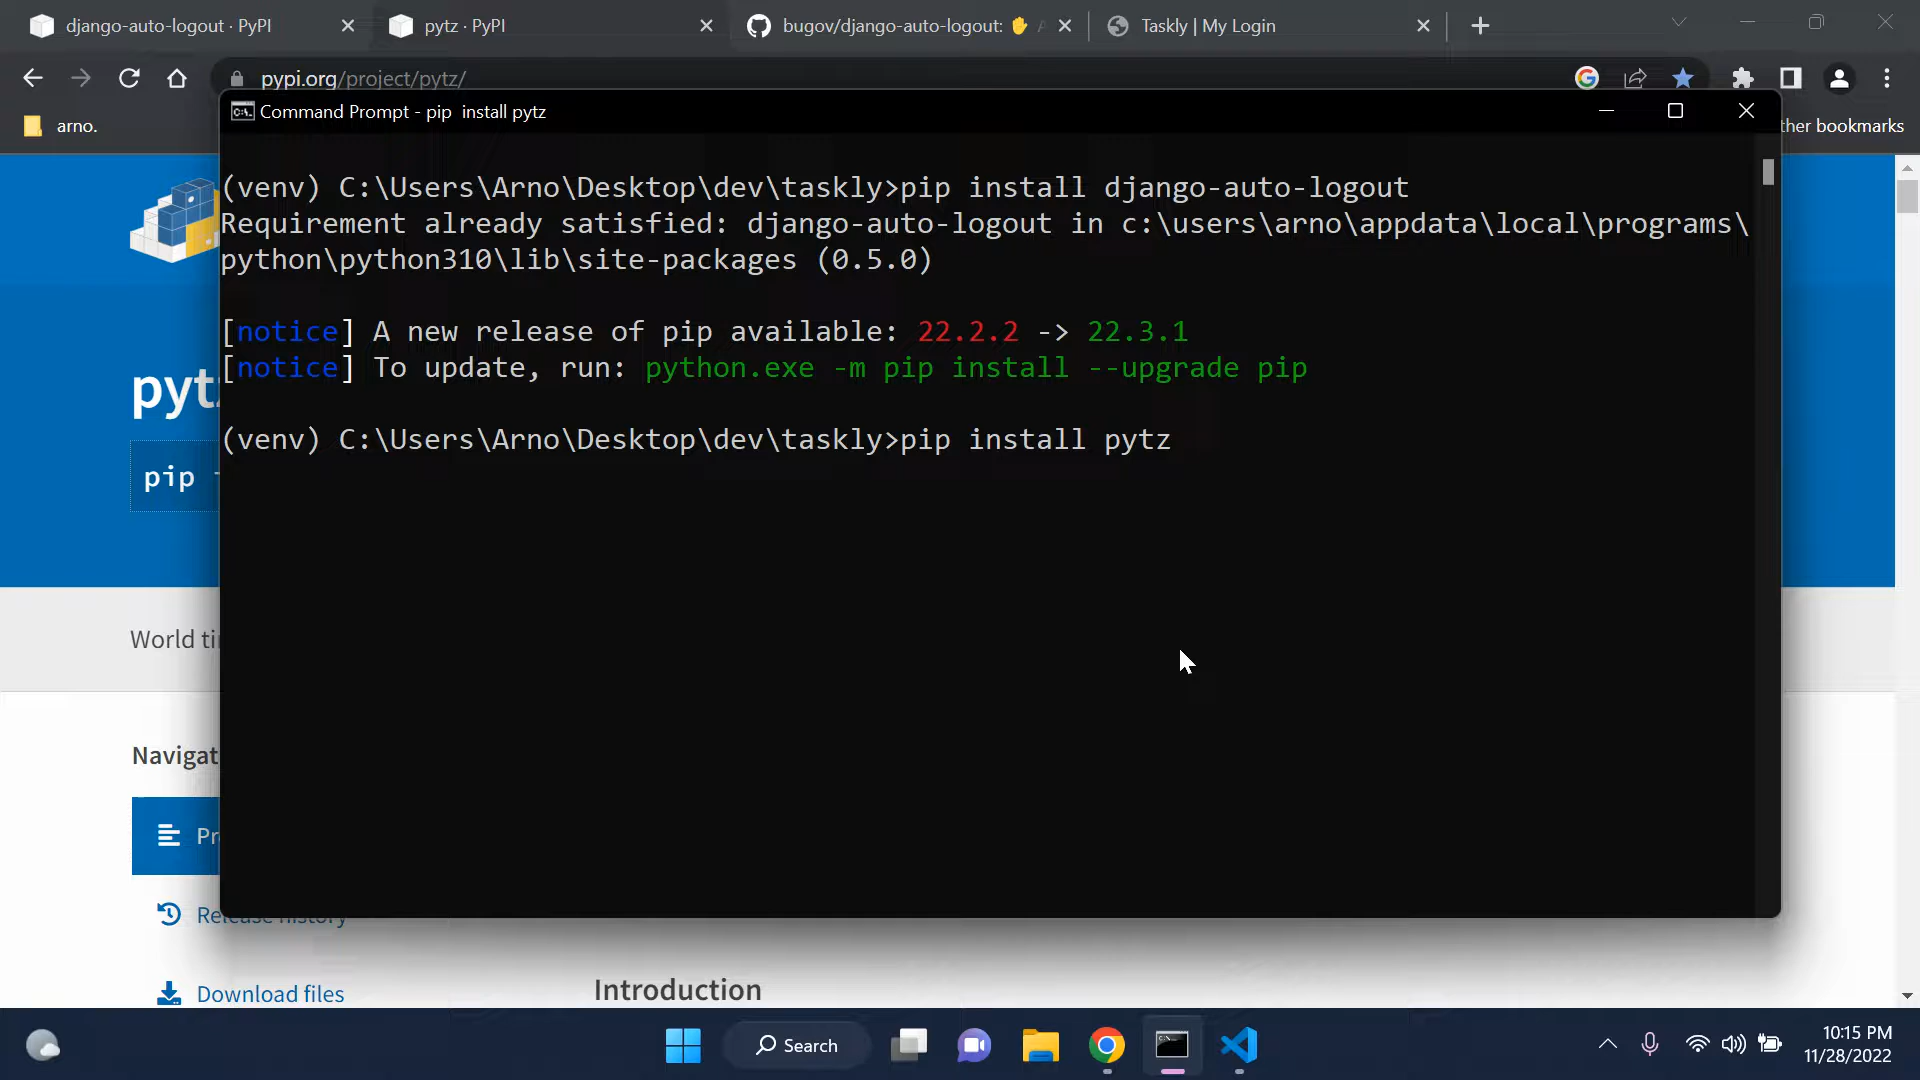 django-auto-logout · PyPI
pytz · PyPI
bugov/django-auto-logout: ✋
Taskly | My Login
pypi.org/project/pytz/
arno.
ther bookmarks
Command Prompt - pip  install pytz
(venv) C:\Users\Arno\Desktop\dev\taskly>pip install django-auto-logout
Requirement already satisfied: django-auto-logout in c:\users\arno\appdata\local\programs\
python\python310\lib\site-packages (0.5.0)
[notice] A new release of pip available: 22.2.2 -> 22.3.1
[notice] To update, run: python.exe -m pip install --upgrade pip
(venv) C:\Users\Arno\Desktop\dev\taskly>pip install pytz
pytz
pip
World ti
Navigat
Pr
Release history
Download files
Introduction
Search
10:15 PM
11/28/2022